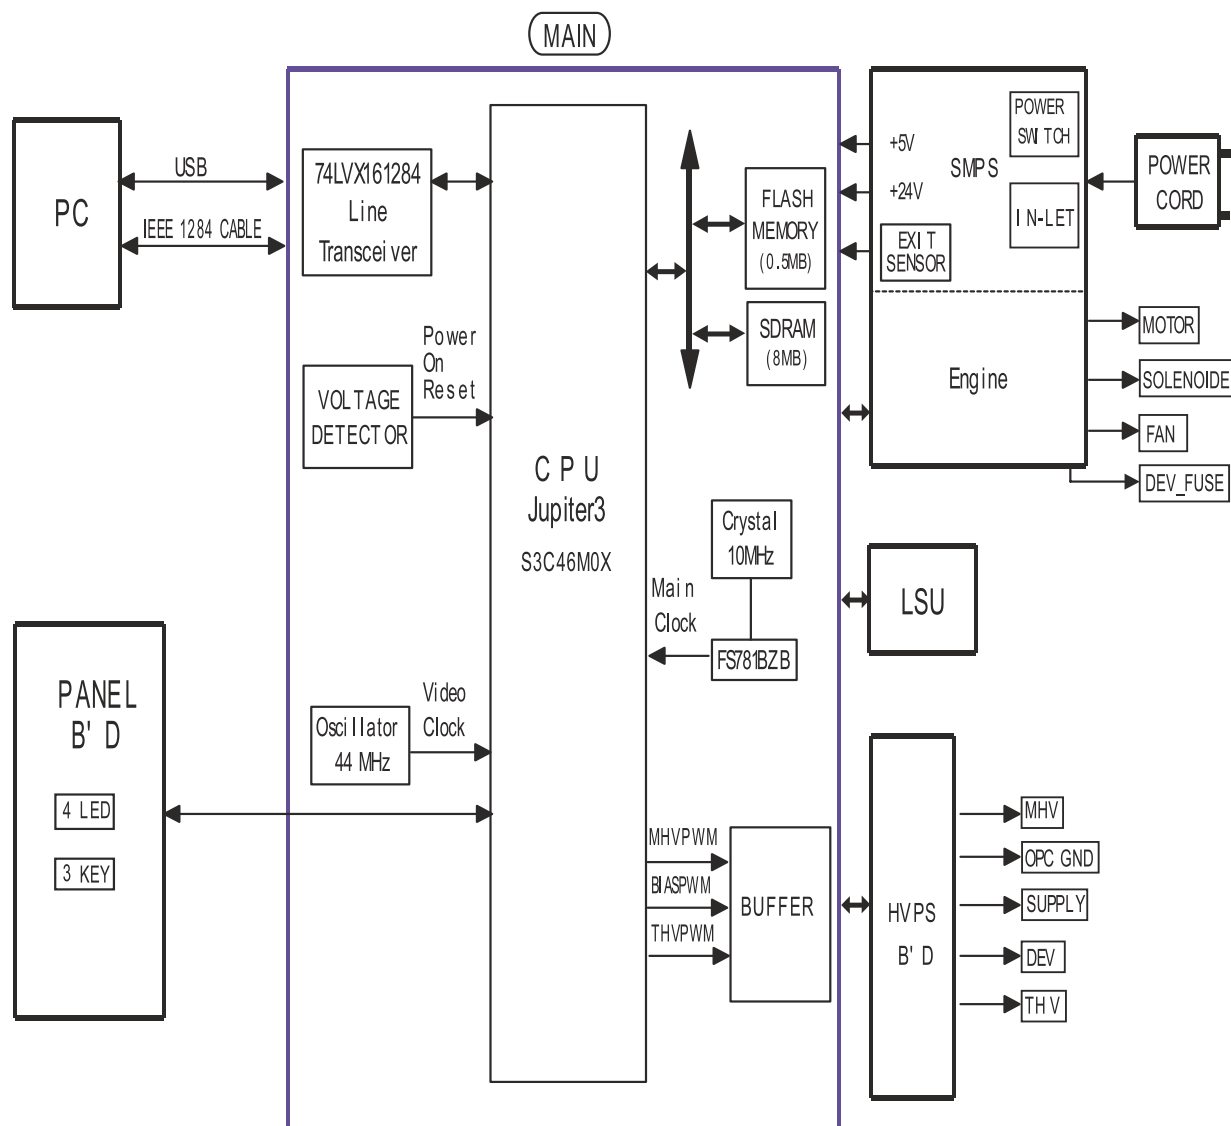 MAIN
PC
USB
IEEE 1284 CABLE
74LVX161284
Line
Transceiver
Power
On
Reset
VOLTAGE
DETECTOR
CPU
Jupiter3
S3C46M0X
FLASH
MEMORY
(0.5MB)
SDRAM
(8MB)
Crystal
10MHz
Main
Clock
FS781BZB
Video
Clock
Oscillator
44 MHz
PANEL
B'D
4 LED
3 KEY
MHVPWM
BIASPWM
THVPWM
BUFFER
+5V
+24V
EXIT
SENSOR
SMPS
POWER
SWITCH
IN-LET
POWER
CORD
Engine
MOTOR
SOLENOIDE
FAN
DEV_FUSE
LSU
HVPS
B'D
MHV
OPC GND
SUPPLY
DEV
THV